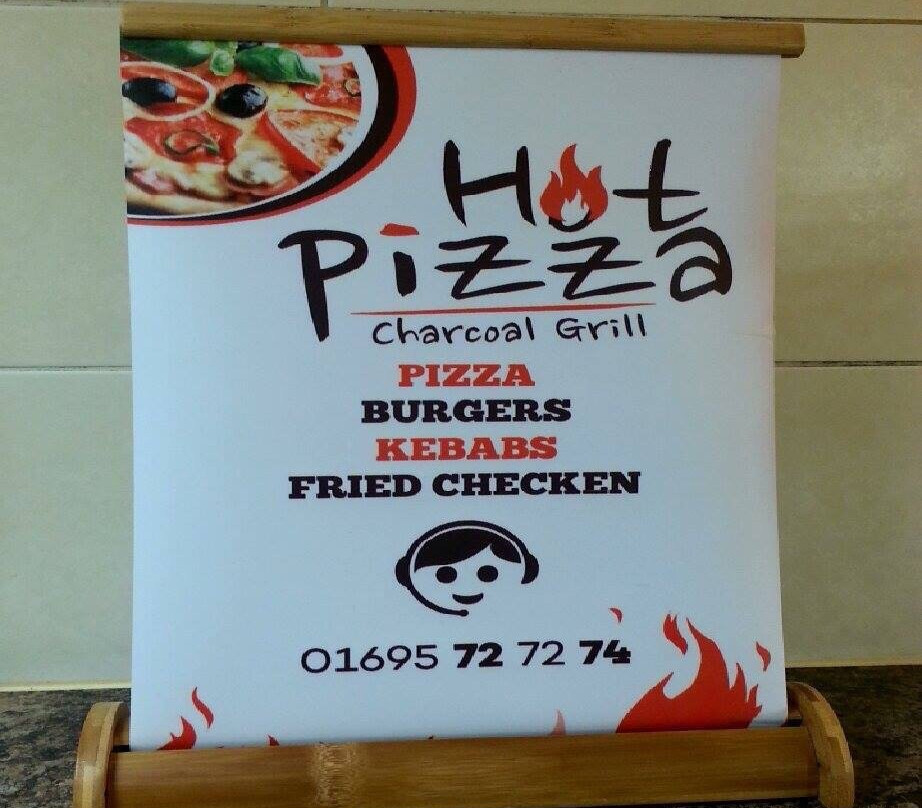 Hot
Pizza
Charcoal Grill
PIZZA
BURGERS
KEBABS
FRIED CHECKEN
01695 72 72 74